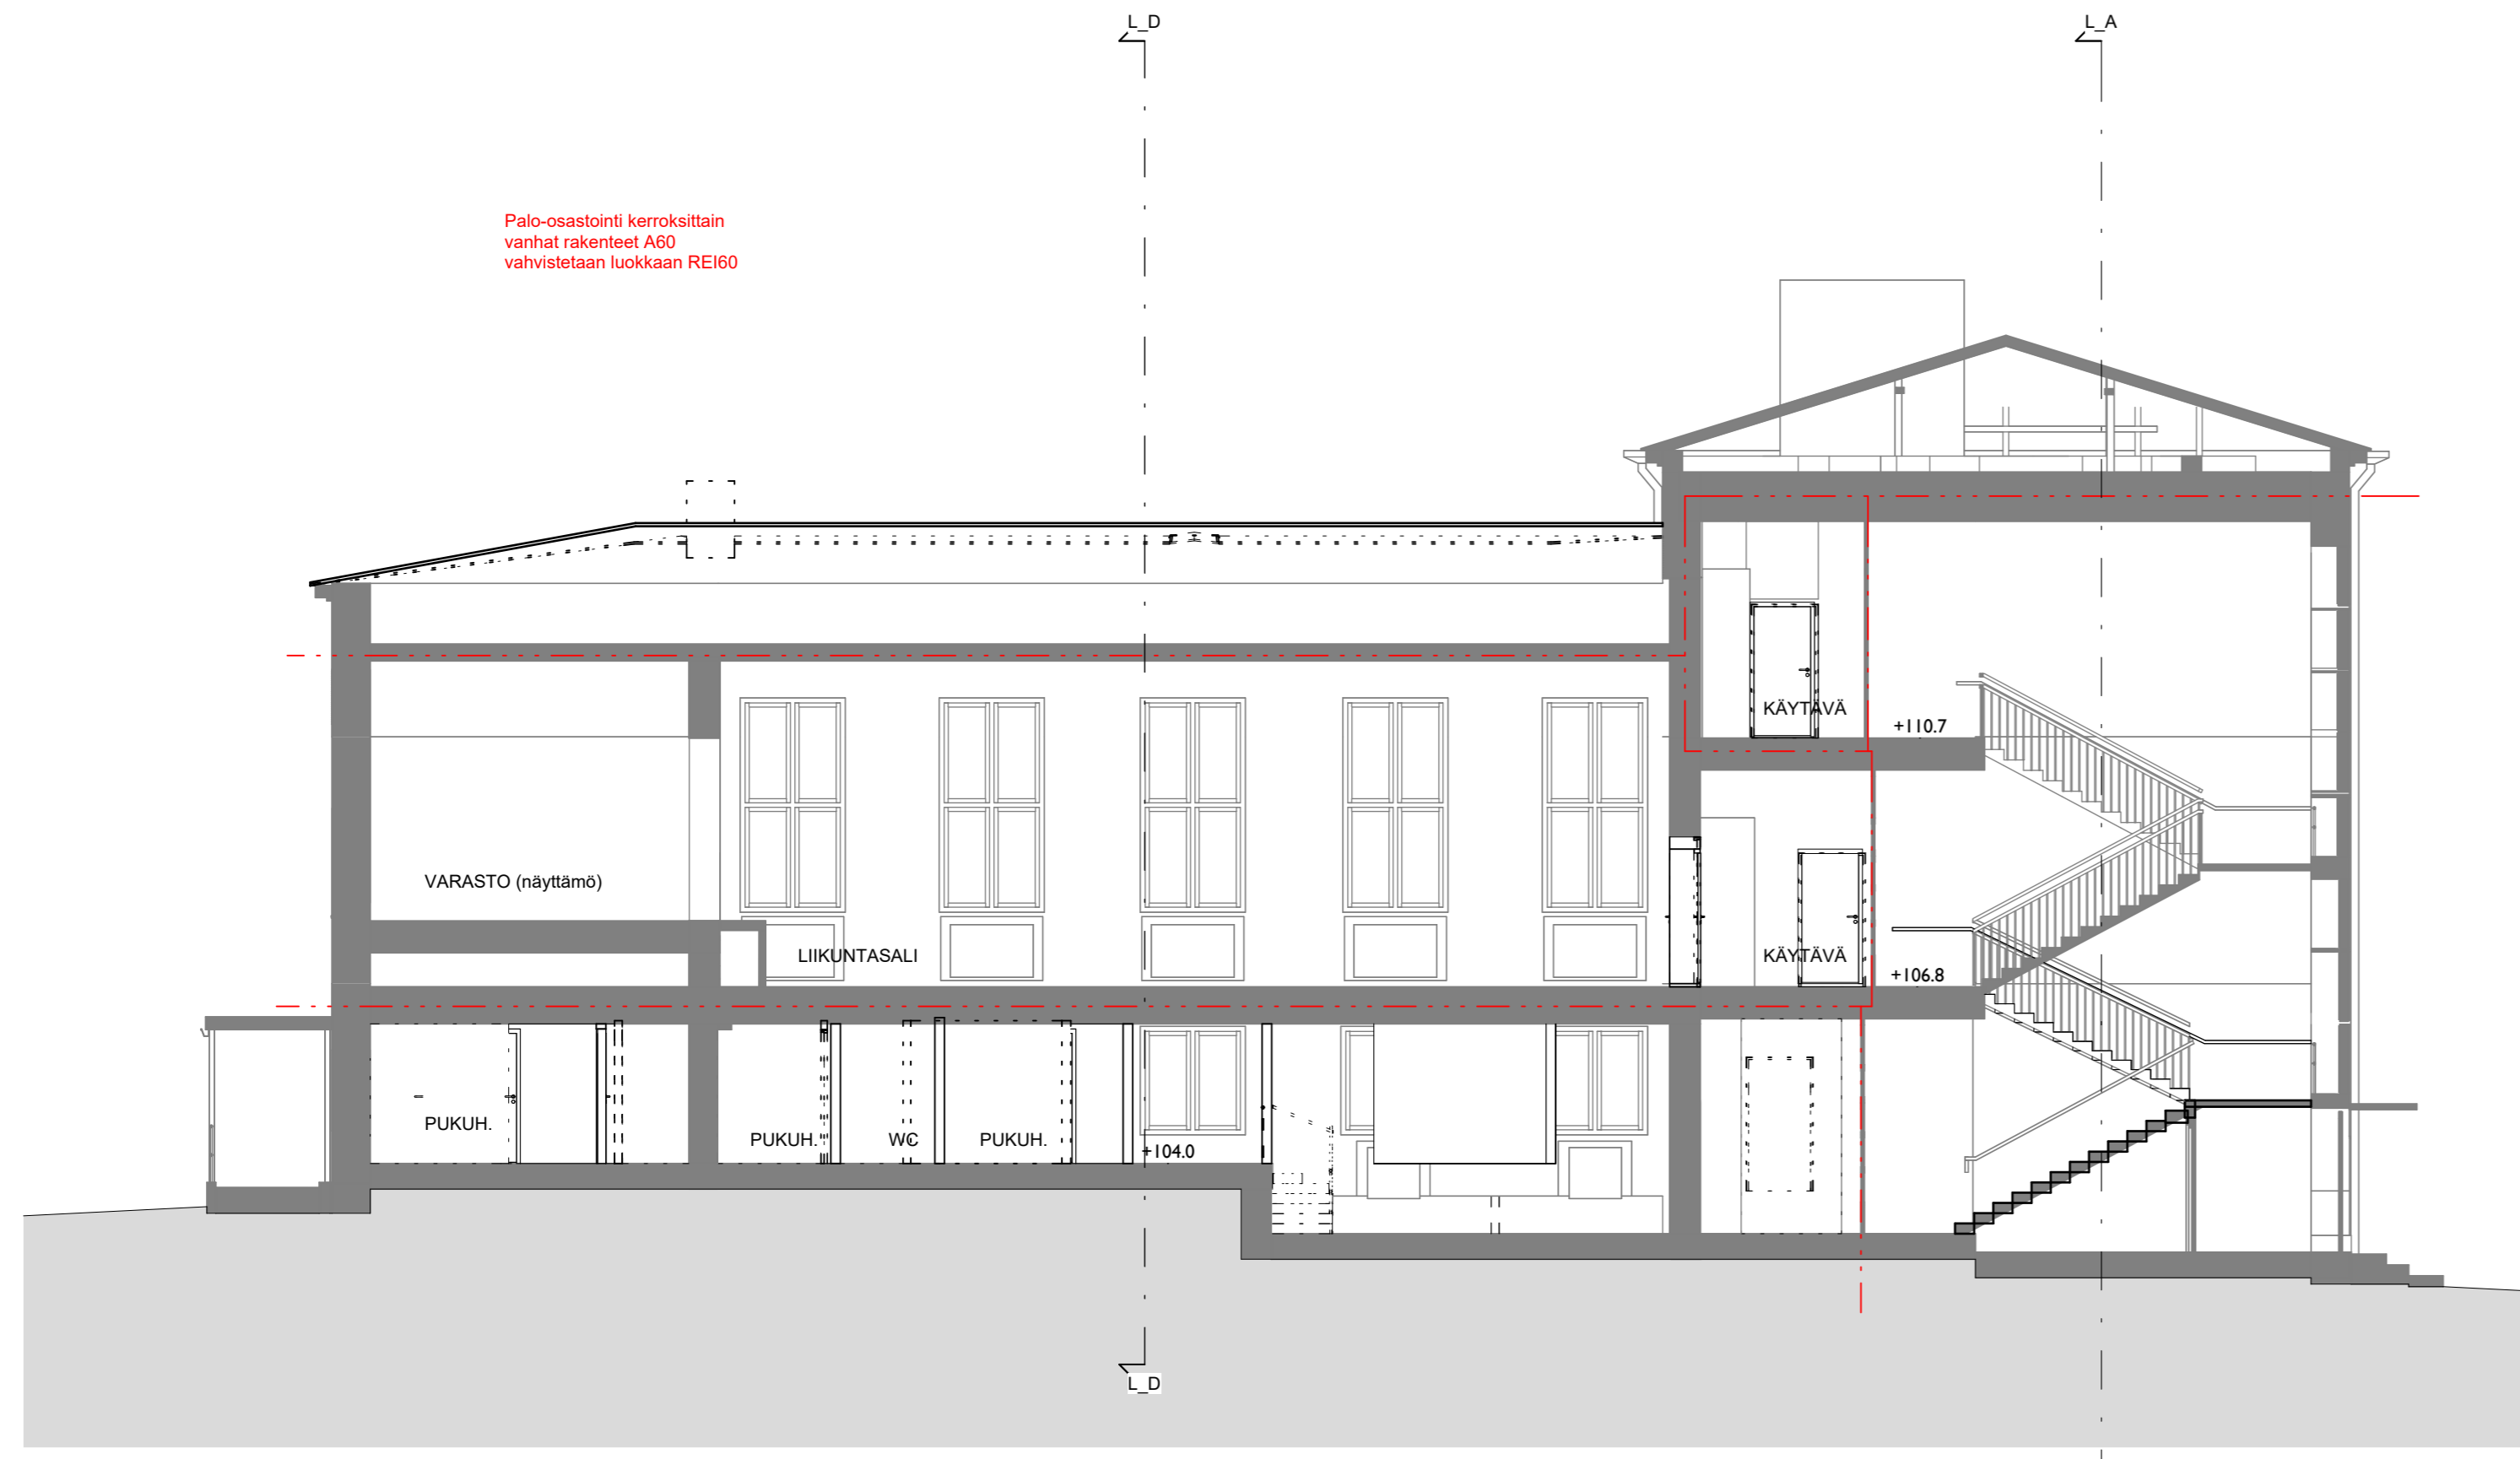 L_D
L_A
Palo-osastointi kerroksittain
vanhat rakenteet A60
vahvistetaan luokkaan REI60
KÄYTÄVÄ
+110.7
VARASTO (näyttämö)
LIIKUNTASALI
KÄYTÄVÄ
+106.8
PUKUH.
PUKUH.
WC
PUKUH.
+104.0
L_D